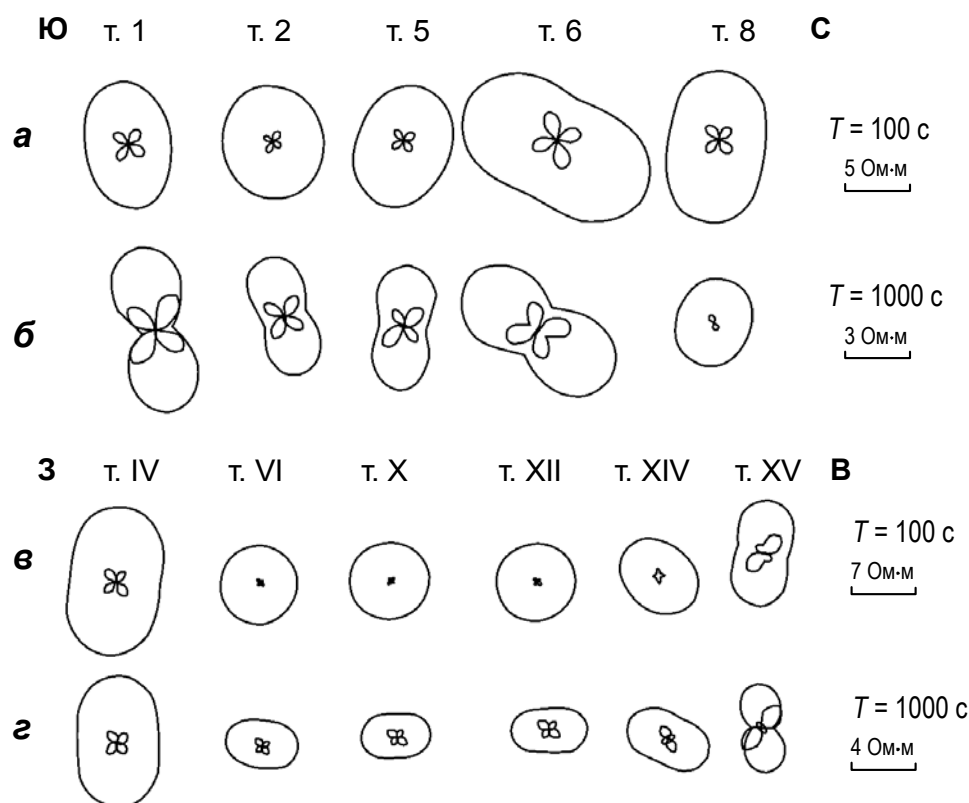 Ю т. 1 т. 2 т. 5 т. 6 т. 8 С
а T = 100 с
5 Ом·м
б T = 1000 с
3 Ом·м
З т. IV т. VI т. X т. XII т. XIV т. XV В
в T = 100 с
7 Ом·м
г T = 1000 с
4 Ом·м